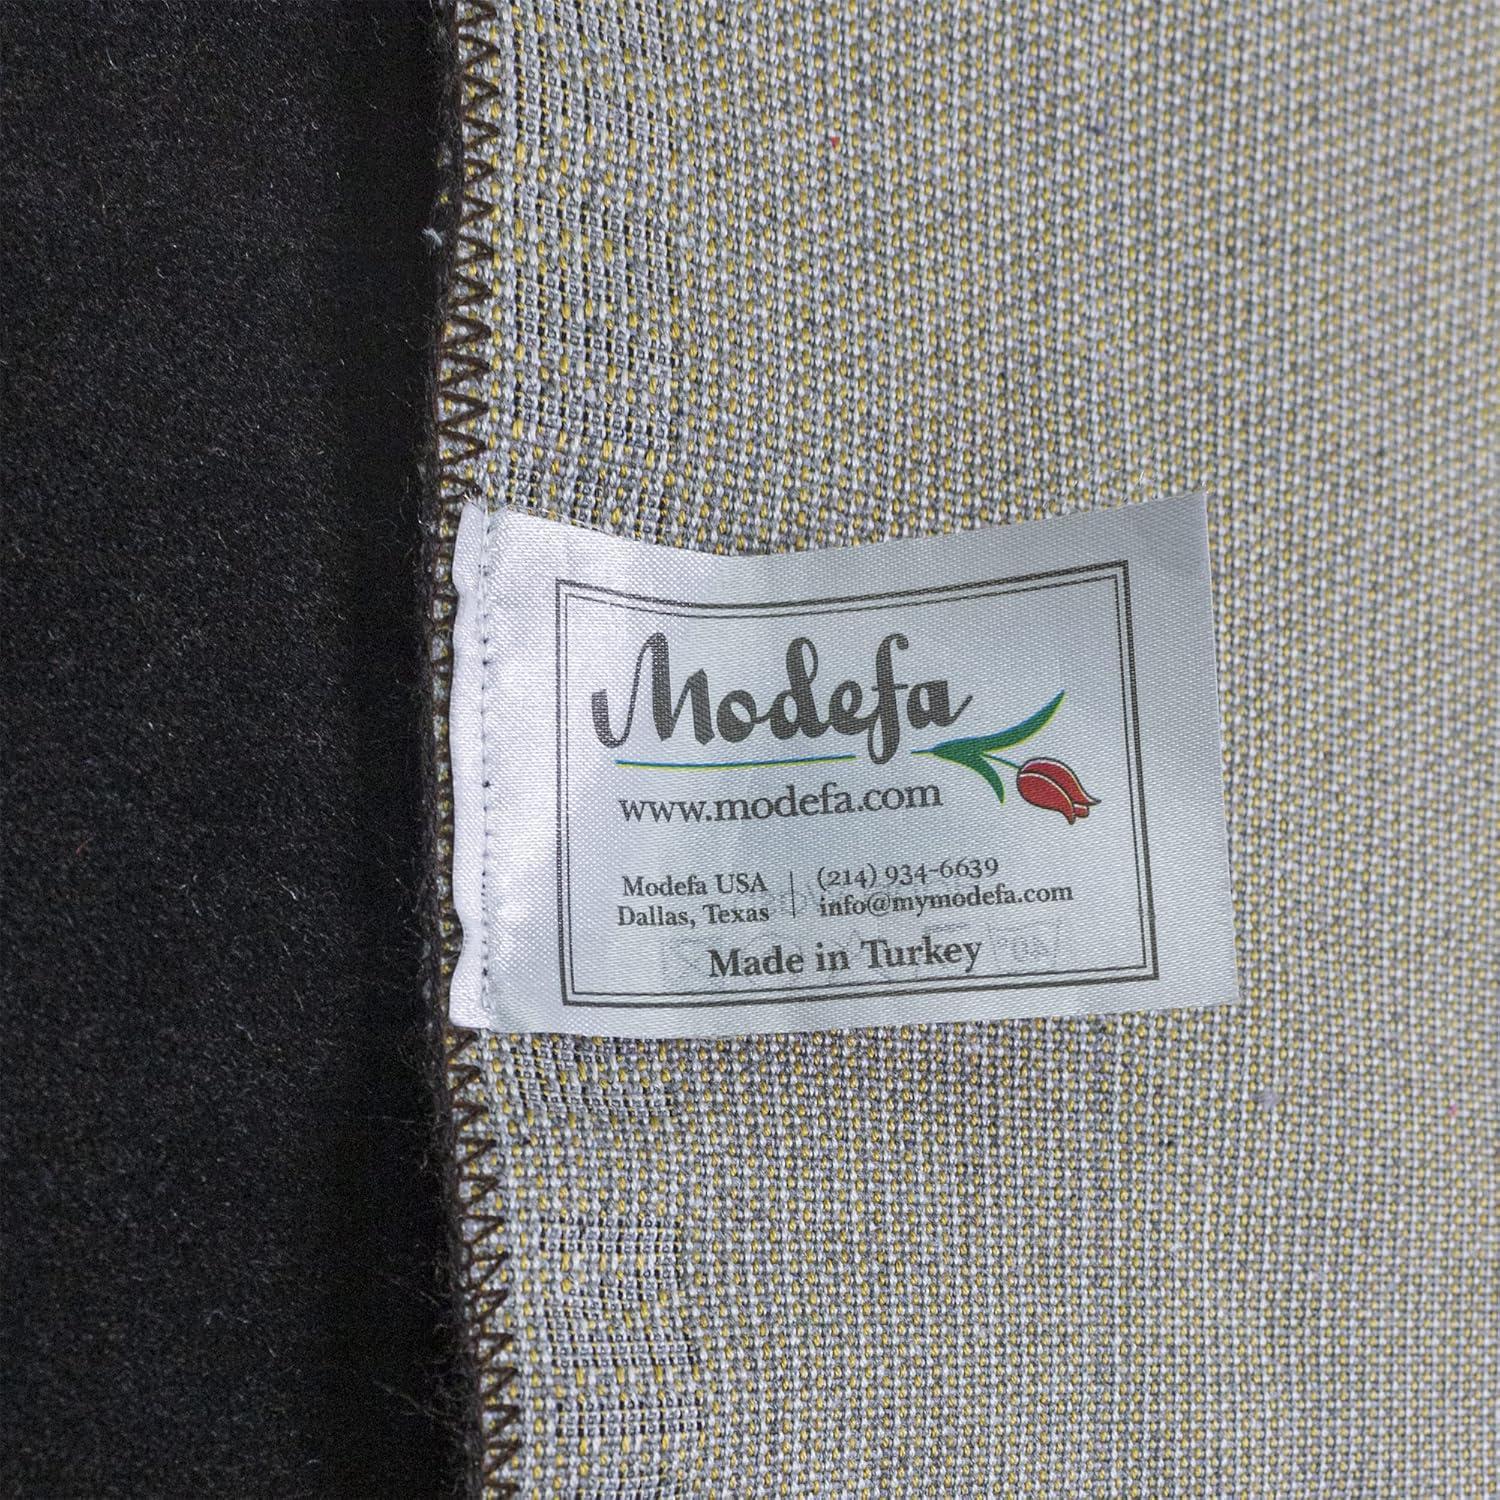 Modefa
www.modefa.com
Modefa USA | (214) 934-6639
Dallas, Texas | info@mymodefa.com
Made in Turkey